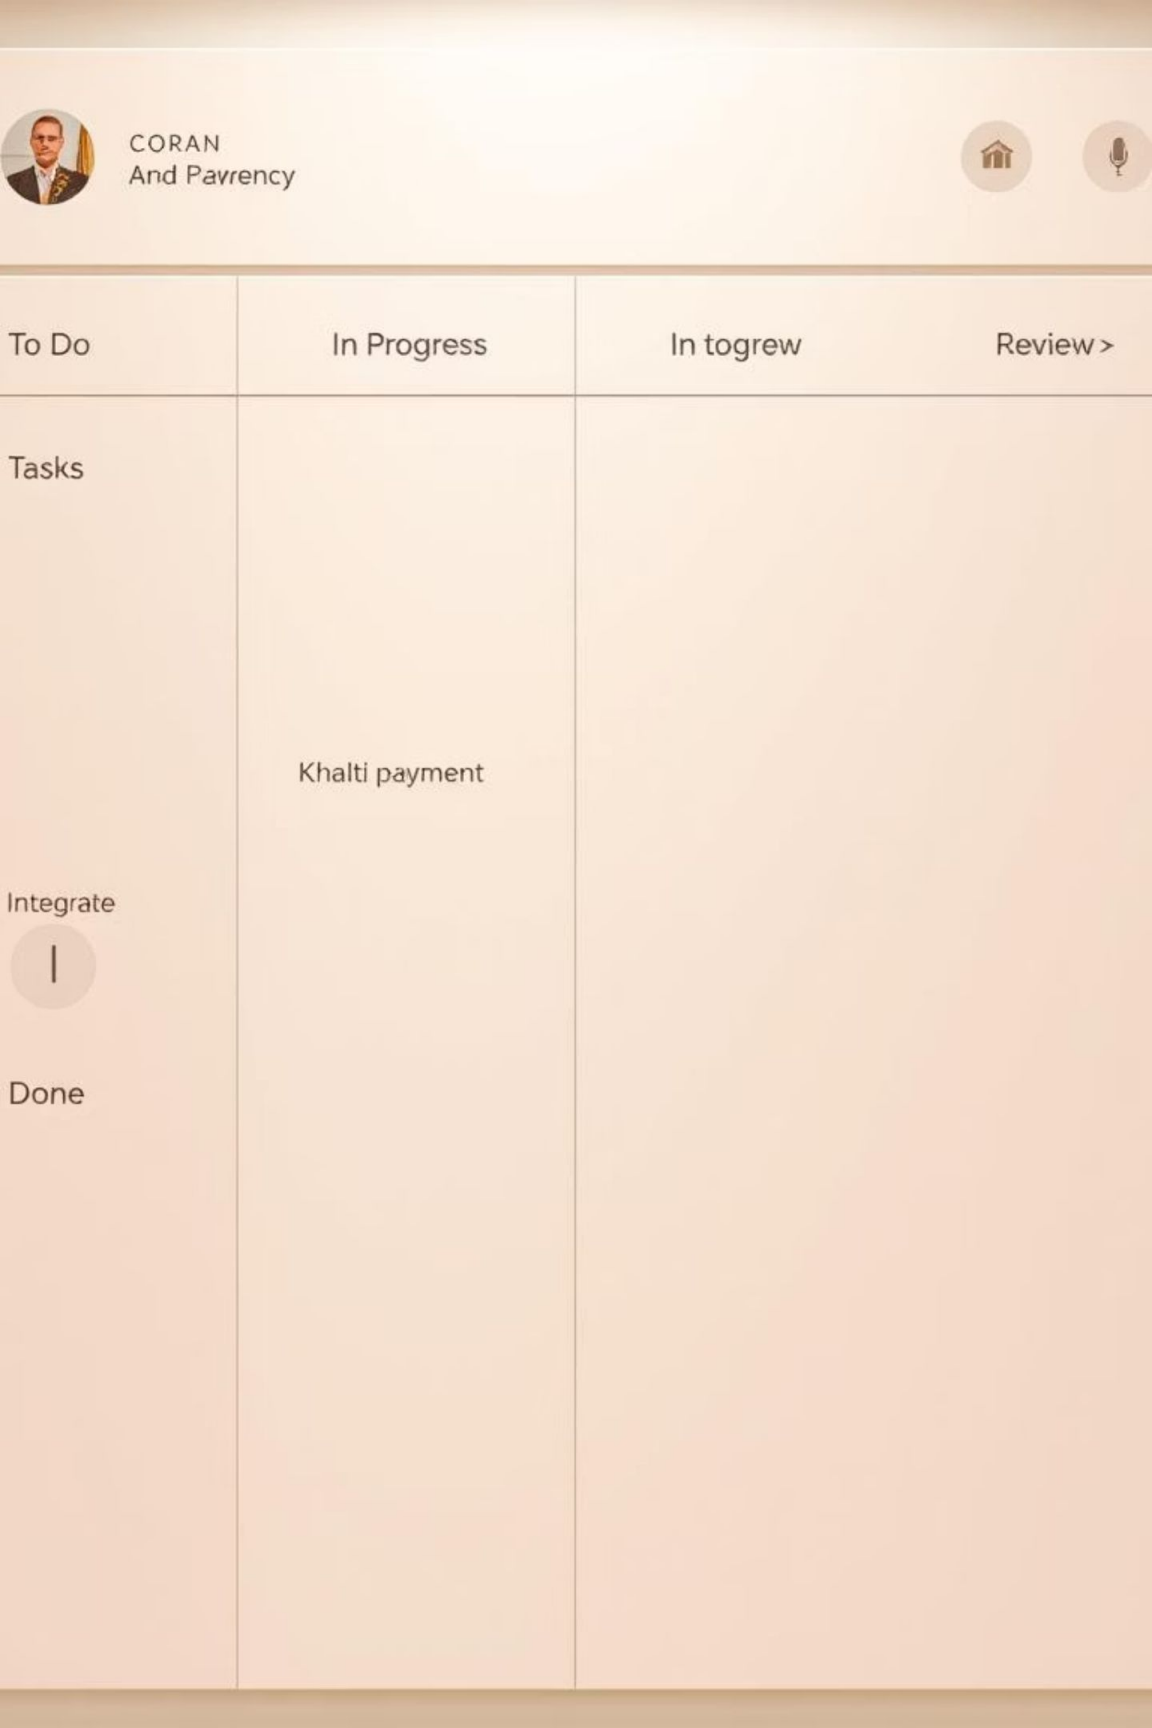 CORAN
And Pavrency
To Do
In Progress
In togrew
Review >
Tasks
Khalti payment
Integrate
Done